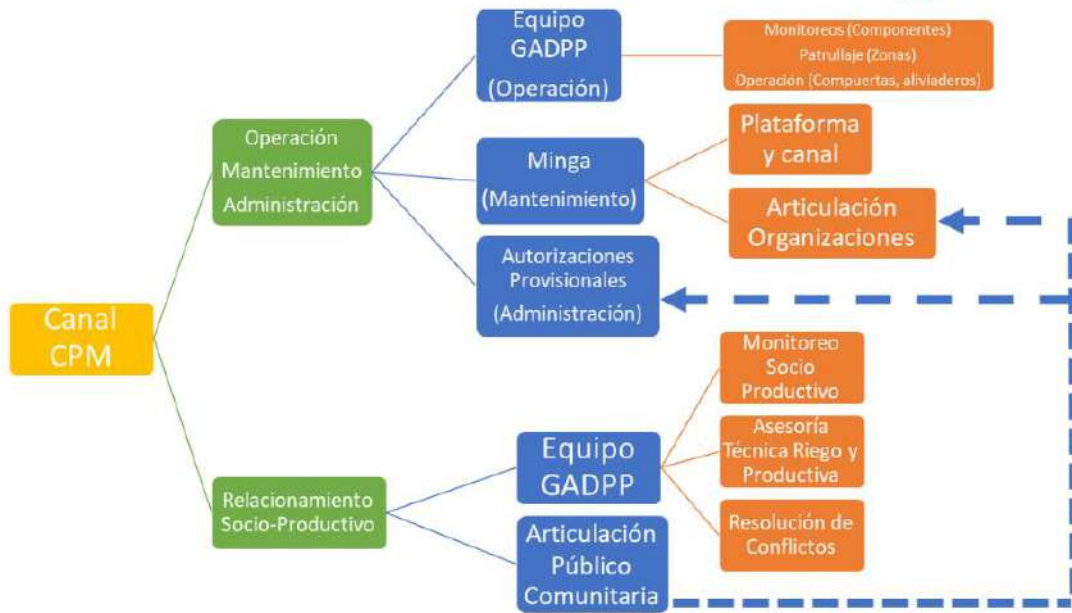 Equipo
GADPP
(Operación)
Monitoreos (Componentes)
Patrullaje (Zonas)
Operación (Compuertas, aliviaderos)
Operación
Mantenimiento
Administración
Minga
(Mantenimiento)
Plataforma
y canal
Articulación
Organizaciones
Autorizaciones
Provisionales
(Administración)
Canal
CPM
Relacionamiento
Socio-Productivo
Equipo
GADPP
Monitoreo
Socio
Productivo
Asesoría
Técnica Riego y
Productiva
Resolución de
Conflictos
Articulación
Público
Comunitaria